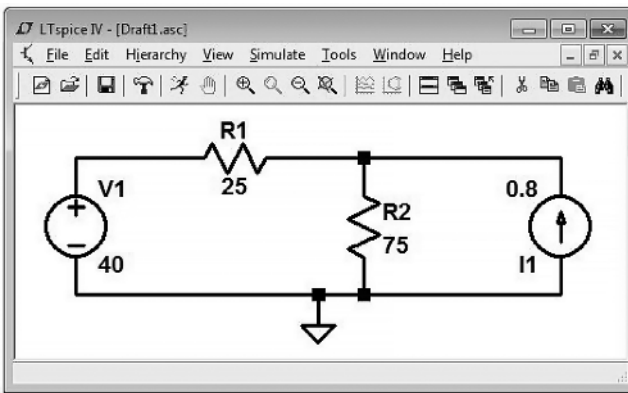 LTspice IV - [Draft1.asc]
File Edit Hierarchy View Simulate Tools Window Help
R1
25
V1
40
R2
75
0.8
I1